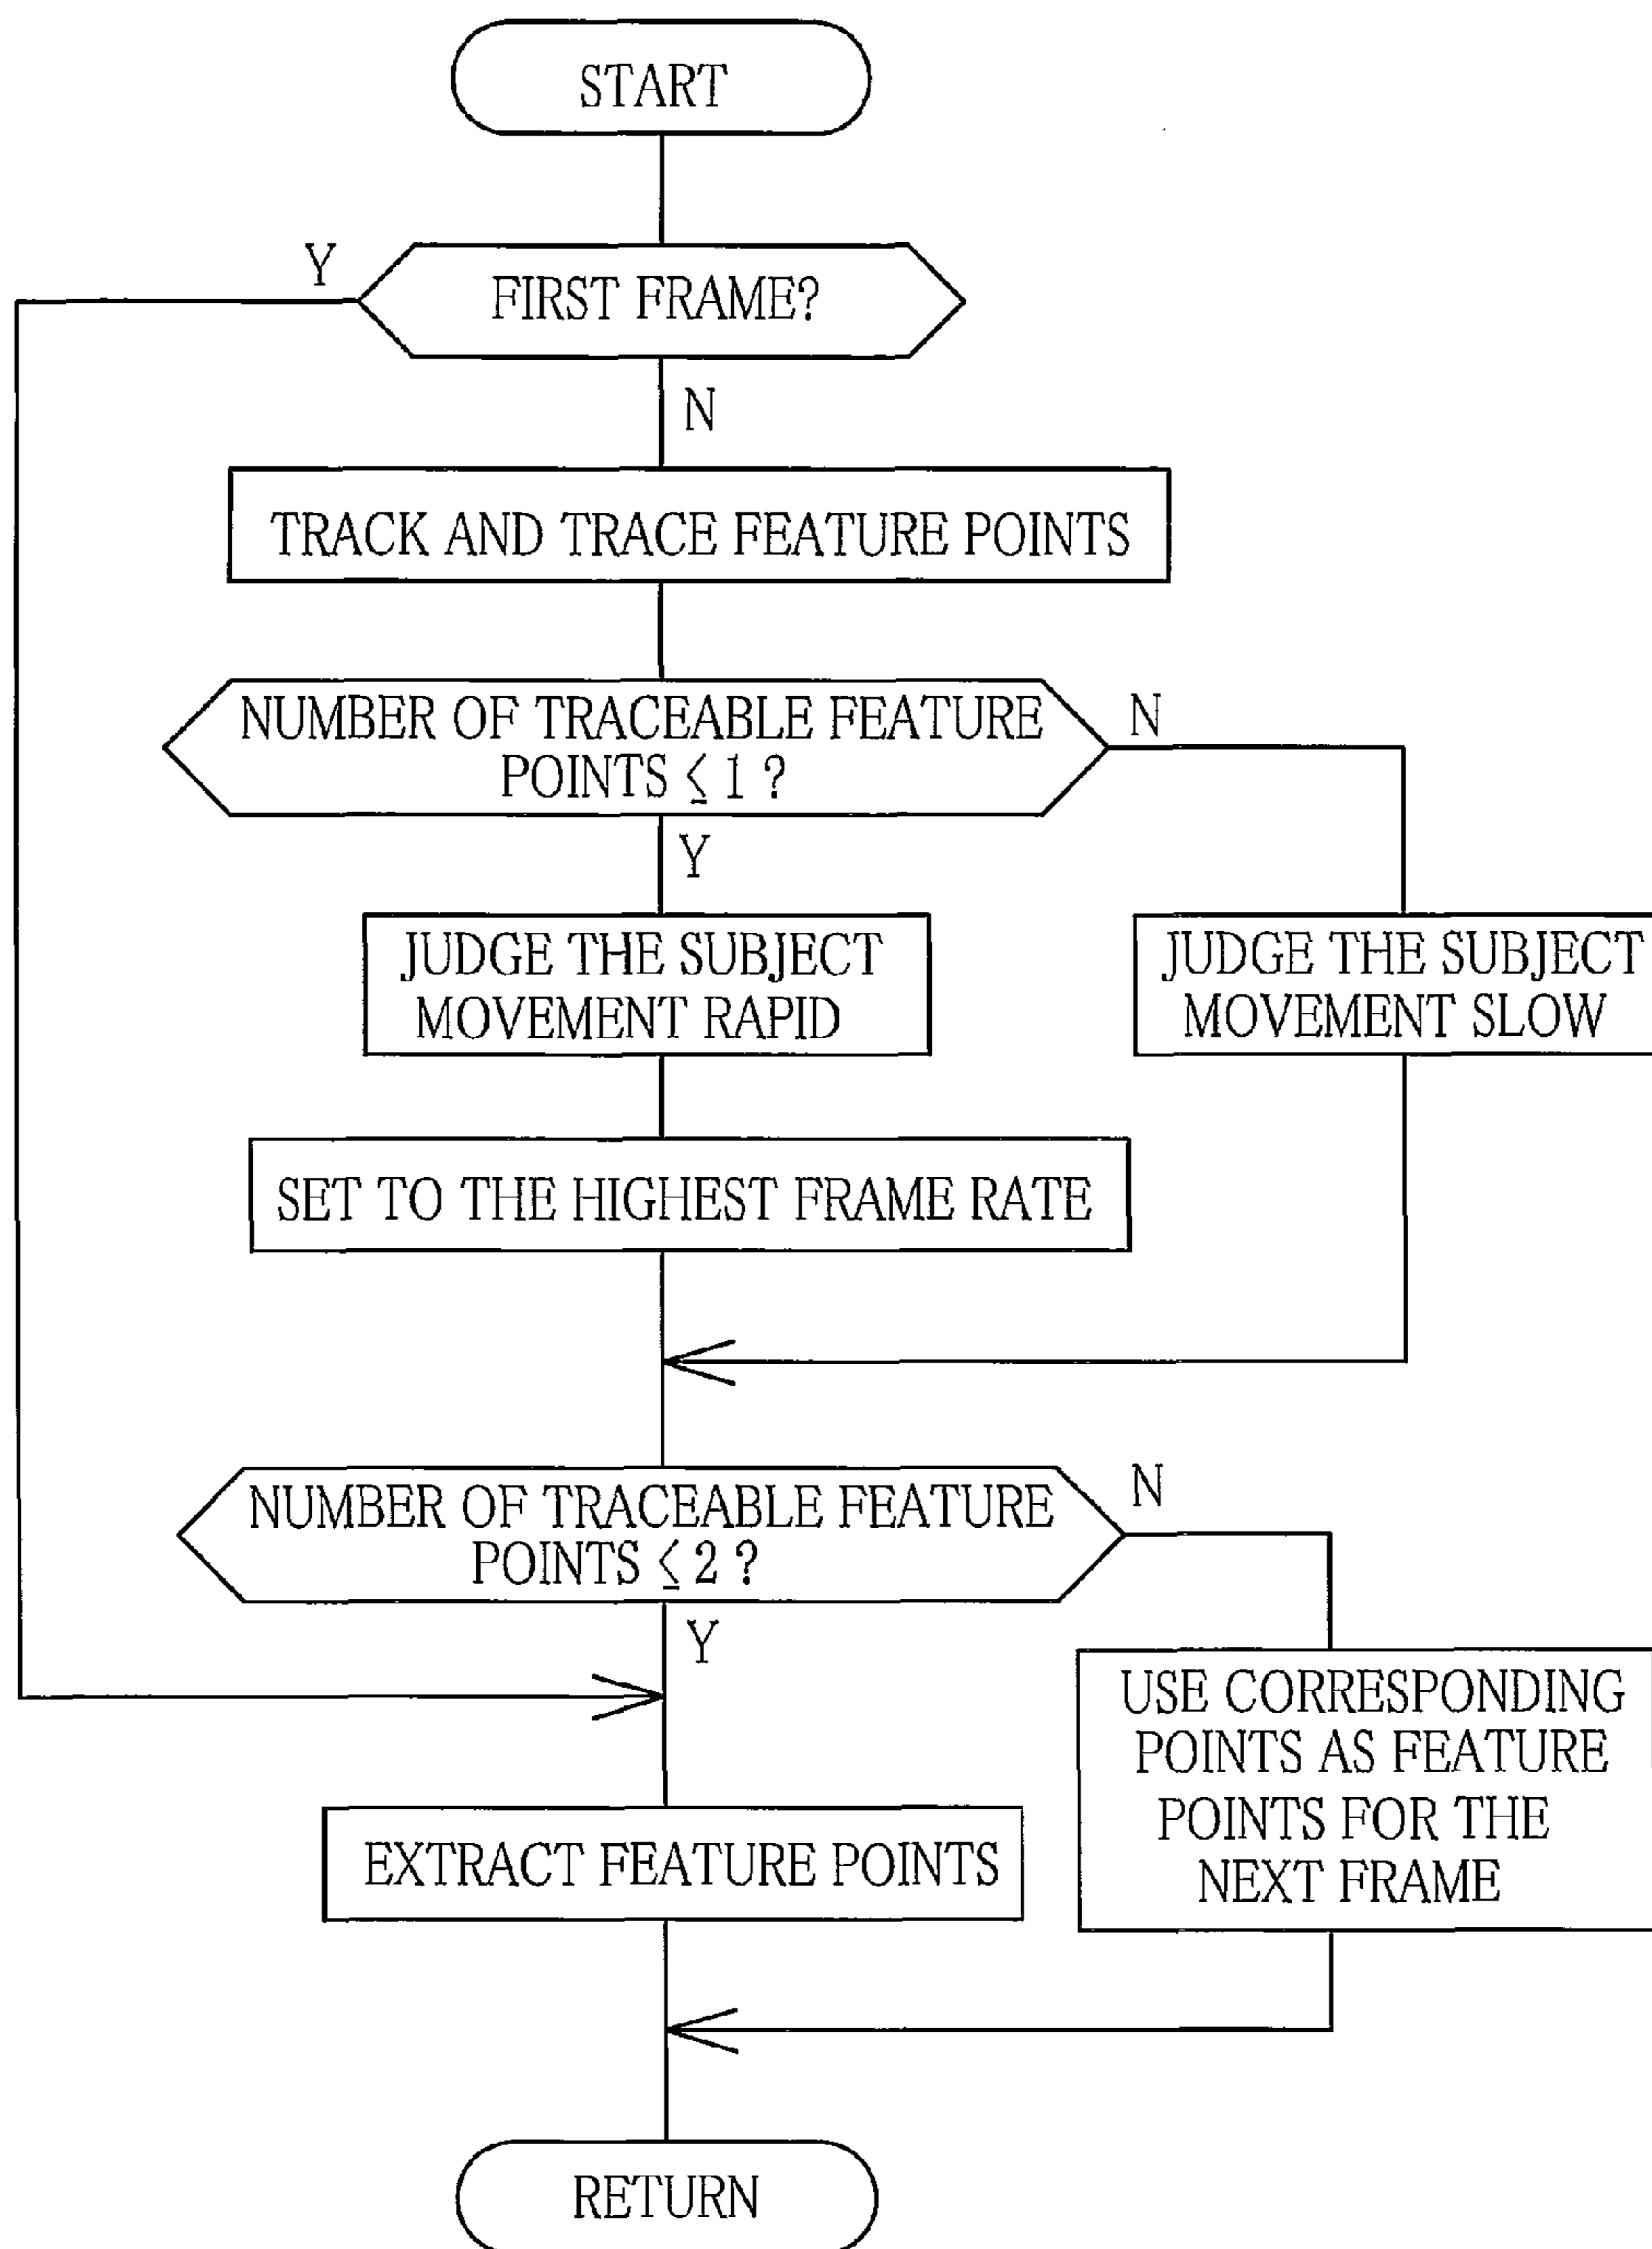 START
Y
FIRST FRAME?
N
TRACK AND TRACE FEATURE POINTS
NUMBER OF TRACEABLE FEATURE
POINTS ≤ 1 ?
N
Y
JUDGE THE SUBJECT
MOVEMENT RAPID
JUDGE THE SUBJECT
MOVEMENT SLOW
SET TO THE HIGHEST FRAME RATE
NUMBER OF TRACEABLE FEATURE
POINTS ≤ 2 ?
N
Y
USE CORRESPONDING
POINTS AS FEATURE
POINTS FOR THE
NEXT FRAME
EXTRACT FEATURE POINTS
RETURN